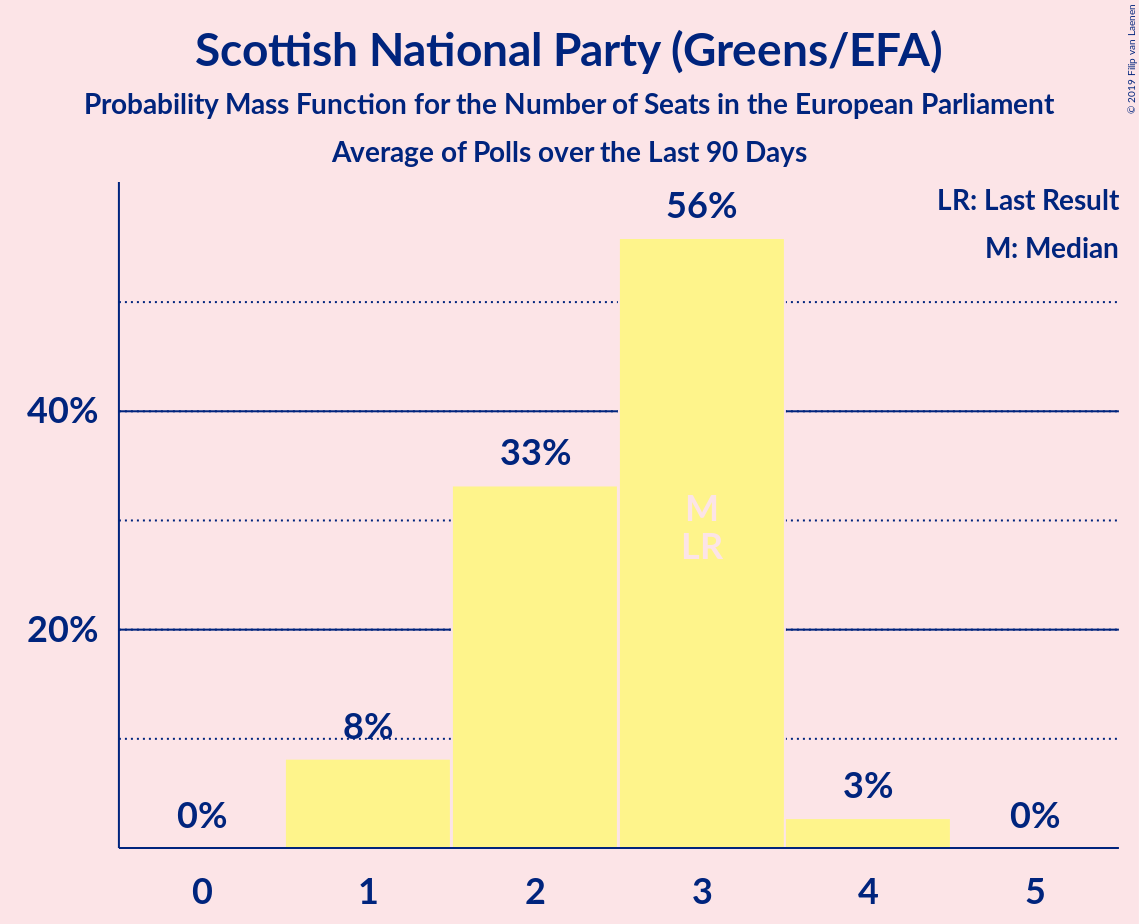 Scottish National Party (Greens/EFA)
Probability Mass Function for the Number of Seats in the European Parliament
Average of Polls over the Last 90 Days
© 2019 Filip van Laenen
LR: Last Result
M: Median
56%
40%
33%
M
LR
20%
8%
3%
0%
0%
0 1 2 3 4 5